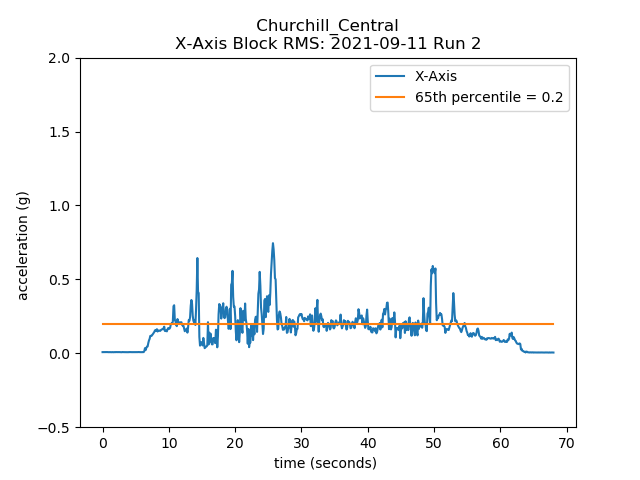 Churchill_Central
X-Axis Block RMS: 2021-09-11 Run 2
X-Axis
65th percentile = 0.2
acceleration (g)
2.0
1.5
1.0
0.5
0.0
−0.5
0 10 20 30 40 50 60 70
time (seconds)